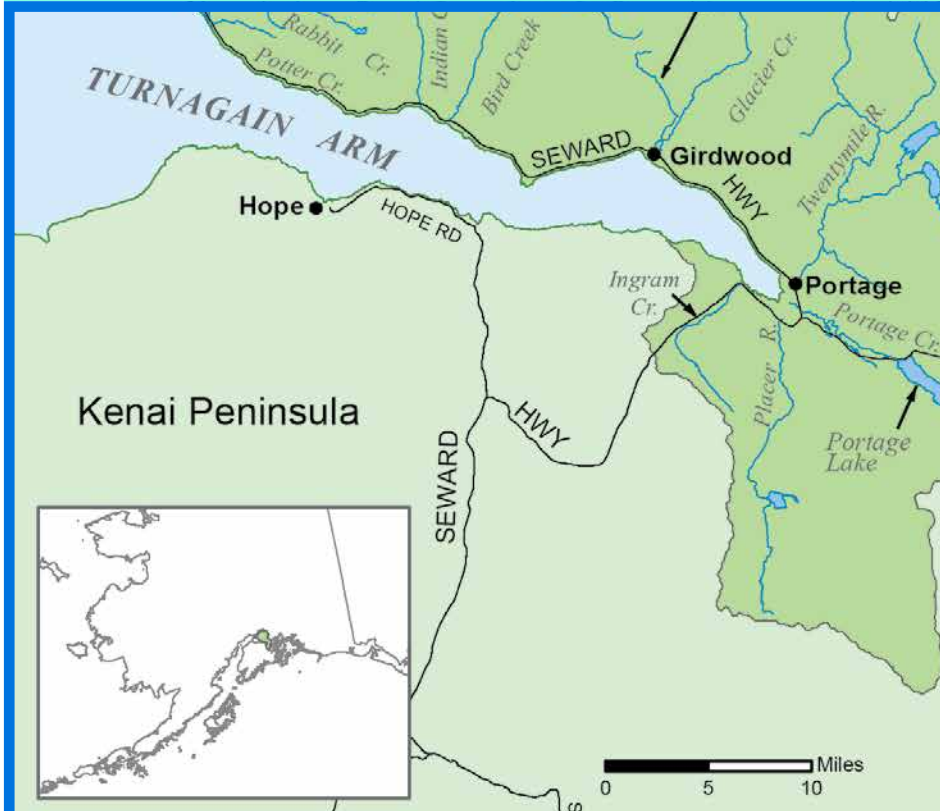 Rabbit Cr.
Potter Cr.
Indian C
Bird Creek
Glacier Cr.
Twentymile R.
TURNAGAIN ARM
SEWARD
HWY
Girdwood
Hope
HOPE RD
Ingram
Cr.
Portage
Portage Cr.
Placer R.
Kenai Peninsula
SEWARD
HWY
Portage
Lake
Miles
0 5 10
S